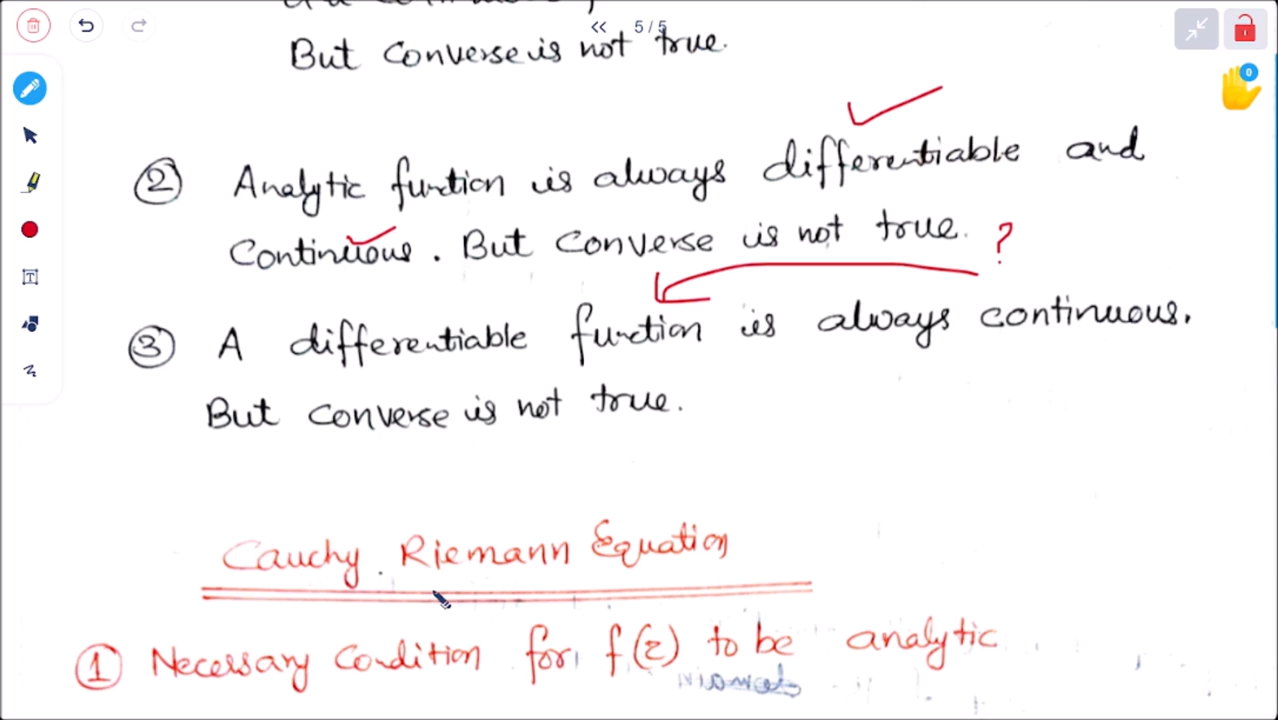 << 5 / 5
But Converse is not true.
0
② Analytic function is always differentiable and
Continuous. But Converse is not true. ?
③ A differentiable function is always continuous.
But converse is not true.
Cauchy Riemann Equation
① Necessary Condition for f(z) to be analytic